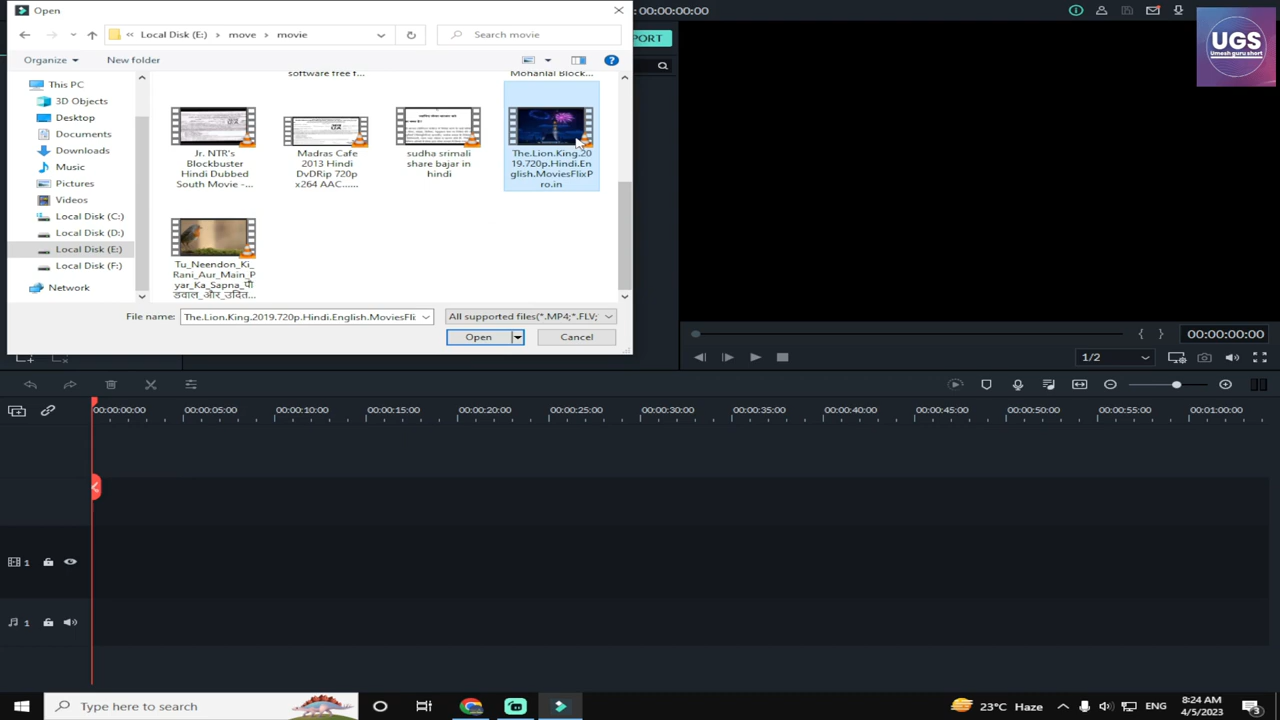 Open
00:00:00:00
« Local Disk (E:) > move > movie
Search movie
PORT
UGS
Umesh guru short
Organize
New folder
This PC
3D Objects
Desktop
Documents
Downloads
Music
Pictures
Videos
Local Disk (C:)
Local Disk (D:)
Local Disk (E:)
Local Disk (F:)
Network
software free f...
Mohanlal Block...
Jr. NTR's
Blockbuster
Hindi Dubbed
South Movie -...
Madras Cafe
2013 Hindi
DvDRip 720p
x264 AAC......
sudha srimali
share bajar in
hindi
The.Lion.King.20
19.720p.Hindi.En
glish.MoviesFlixP
ro.in
Tu_Neendon_Ki_
Rani_Aur_Main_P
yar_Ka_Sapna_पौ
डवाल_और_उदित...
File name:
The.Lion.King.2019.720p.Hindi.English.MoviesFli
All supported files(*.MP4;*.FLV;
Open
Cancel
00:00:00:00
1/2
00:00:00:00
00:00:05:00
00:00:10:00
00:00:15:00
00:00:20:00
00:00:25:00
00:00:30:00
00:00:35:00
00:00:40:00
00:00:45:00
00:00:50:00
00:00:55:00
00:01:00:00
1
1
Type here to search
23°C Haze
ENG
8:24 AM
4/5/2023
3